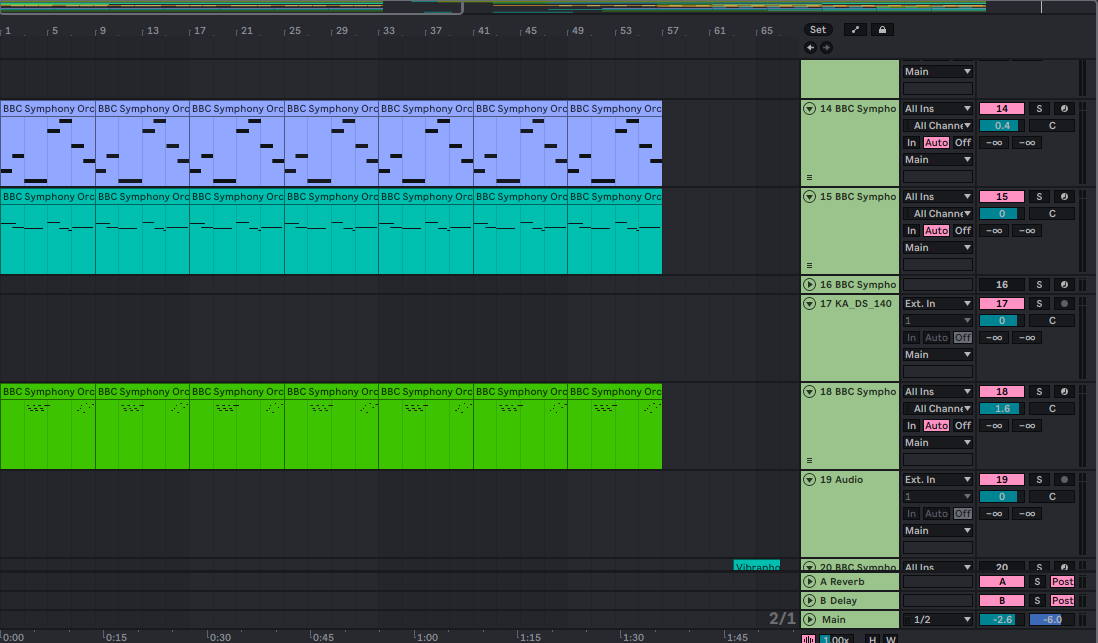 1 5 9 13 17 21 25 29 33 37 41 45 49 53 57 61 65 Set
Main
BBC Symphony Orc BBC Symphony Orc BBC Symphony Orc BBC Symphony Orc BBC Symphony Orc BBC Symphony Orc BBC Symphony Orc 14 BBC Sympho All Ins 14 S
All Channe 0.4 C
In Auto Off -∞ -∞
Main
BBC Symphony Orc BBC Symphony Orc BBC Symphony Orc BBC Symphony Orc BBC Symphony Orc BBC Symphony Orc BBC Symphony Orc 15 BBC Sympho All Ins 15 S
All Channe 0 C
In Auto Off -∞ -∞
Main
16 BBC Sympho 16 S
17 KA_DS_140 Ext. In 17 S
1 0 C
In Auto Off -∞ -∞
Main
BBC Symphony Orc BBC Symphony Orc BBC Symphony Orc BBC Symphony Orc BBC Symphony Orc BBC Symphony Orc BBC Symphony Orc 18 BBC Sympho All Ins 18 S
All Channe 1.6 C
In Auto Off -∞ -∞
Main
19 Audio Ext. In 19 S
1 0 C
In Auto Off -∞ -∞
Main
Vibrapho 20 BBC Sympho All Ins 20 S
A Reverb A S Post
B Delay B S Post
2/1 Main 1/2 -2.6 -6.0
0:00 0:15 0:30 0:45 1:00 1:15 1:30 1:45 1.00x H W